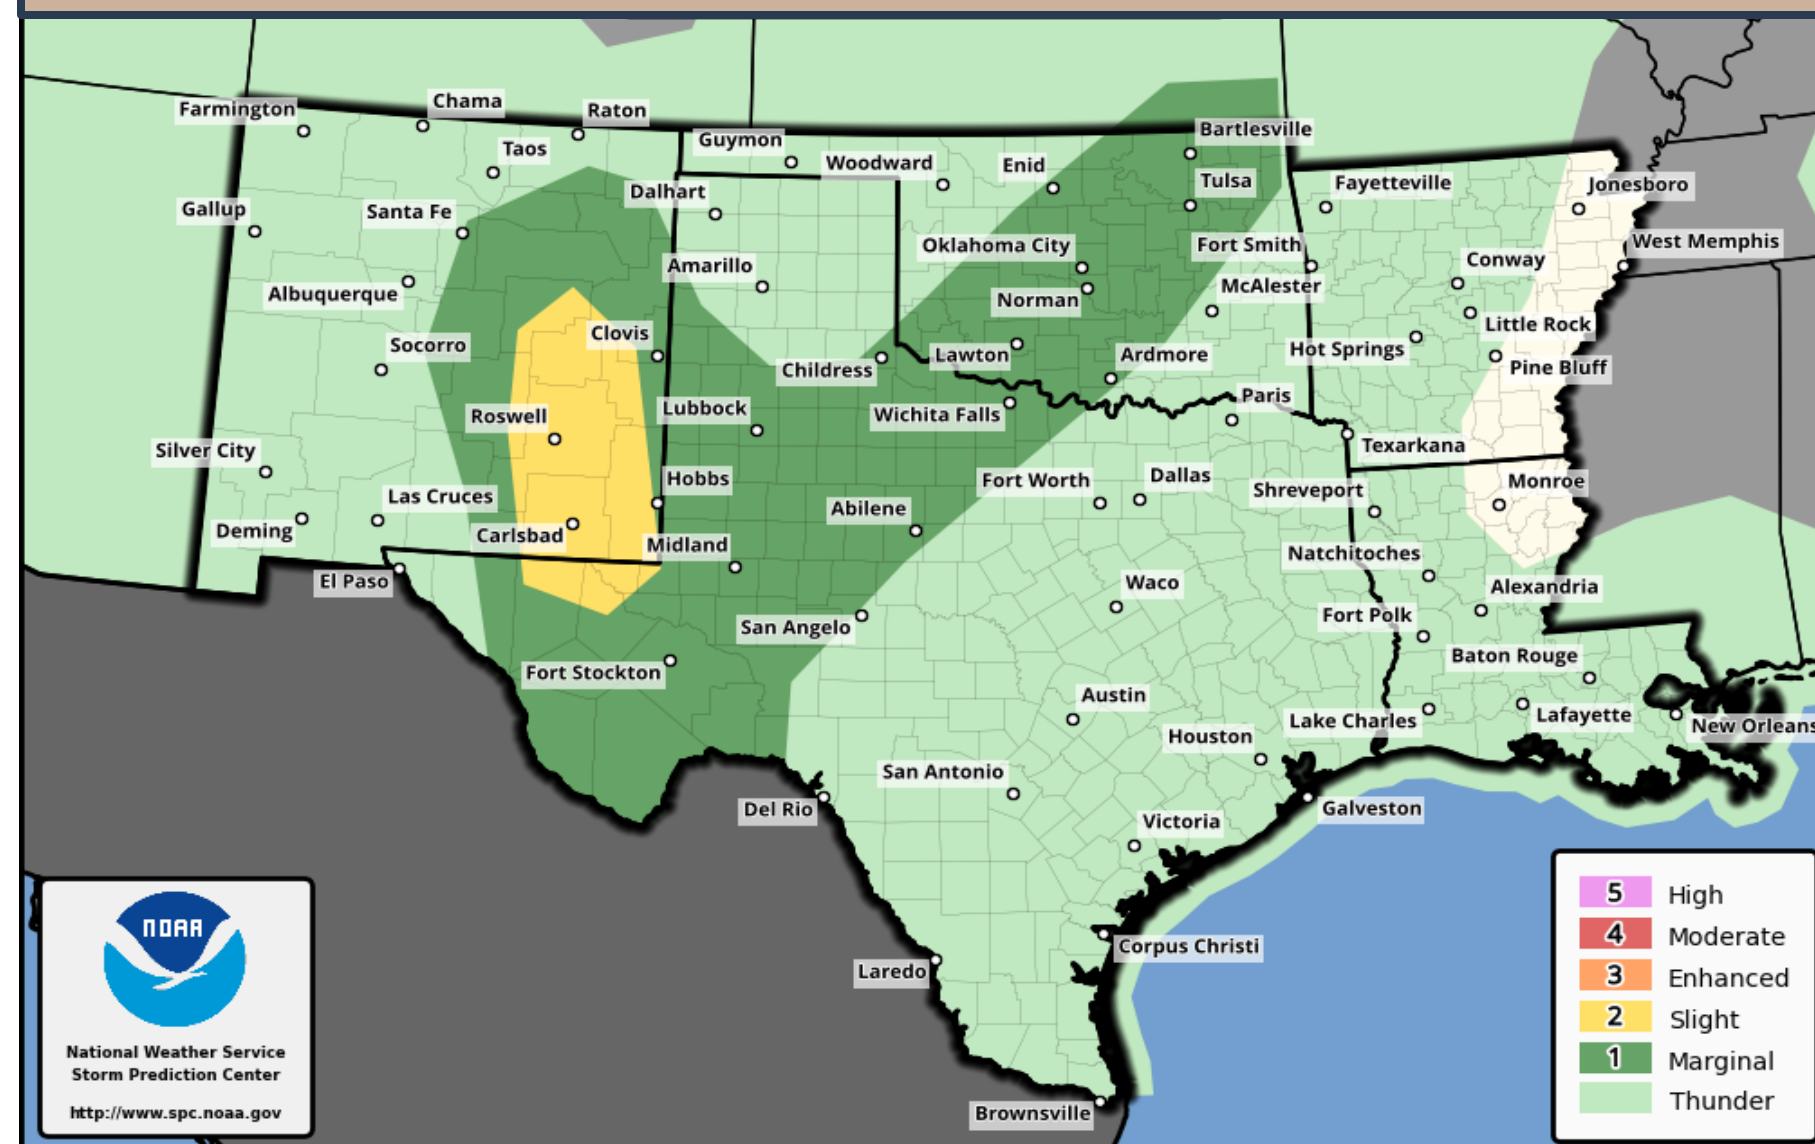 Farmington
Chama
Raton
Taos
Guymon
Woodward
Enid
Bartlesville
Tulsa
Fayetteville
Jonesboro
Gallup
Santa Fe
Dalhart
Oklahoma City
Fort Smith
Conway
West Memphis
Albuquerque
Amarillo
Norman
McAlester
Little Rock
Socorro
Clovis
Childress
Lawton
Ardmore
Hot Springs
Pine Bluff
Roswell
Lubbock
Wichita Falls
Paris
Texarkana
Silver City
Las Cruces
Hobbs
Fort Worth
Dallas
Shreveport
Monroe
Deming
Carlsbad
Midland
Abilene
Natchitoches
El Paso
San Angelo
Waco
Fort Polk
Alexandria
Fort Stockton
Baton Rouge
Austin
Houston
Lake Charles
Lafayette
New Orleans
San Antonio
Del Rio
Victoria
Galveston
Corpus Christi
Laredo
Brownsville
NOAA
National Weather Service
Storm Prediction Center
http://www.spc.noaa.gov
5 High
4 Moderate
3 Enhanced
2 Slight
1 Marginal
Thunder